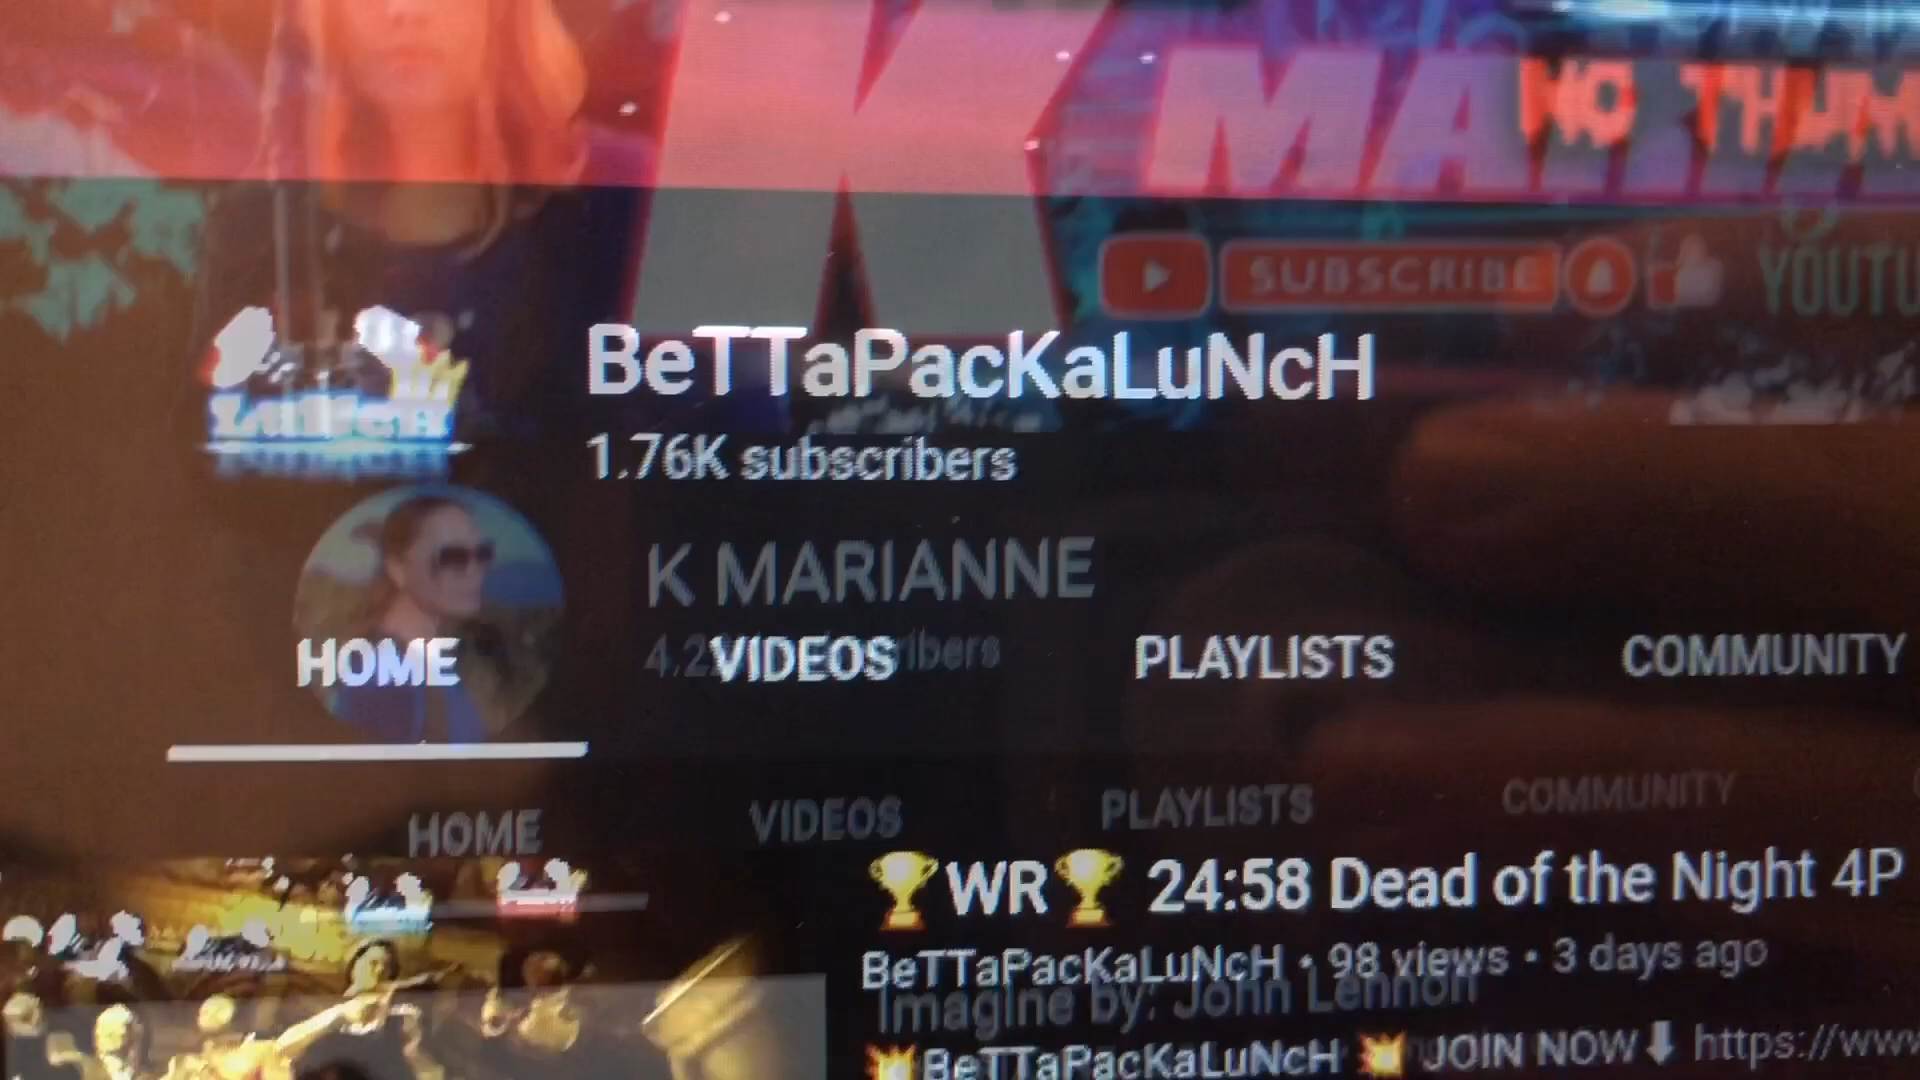 K MA
NO THUM
SUBSCRIBE
YOUTU
BeTTaPacKaLuNcH
1.76K subscribers
K MARIANNE
HOME VIDEOS PLAYLISTS COMMUNITY
HOME VIDEOS PLAYLISTS COMMUNITY
🏆WR🏆 24:58 Dead of the Night 4P
BeTTaPacKaLuNcH • 98 views • 3 days ago
Imagine by: John Lennon
💥BeTTaPacKaLuNcH 💥 JOIN NOW⬇ https://www